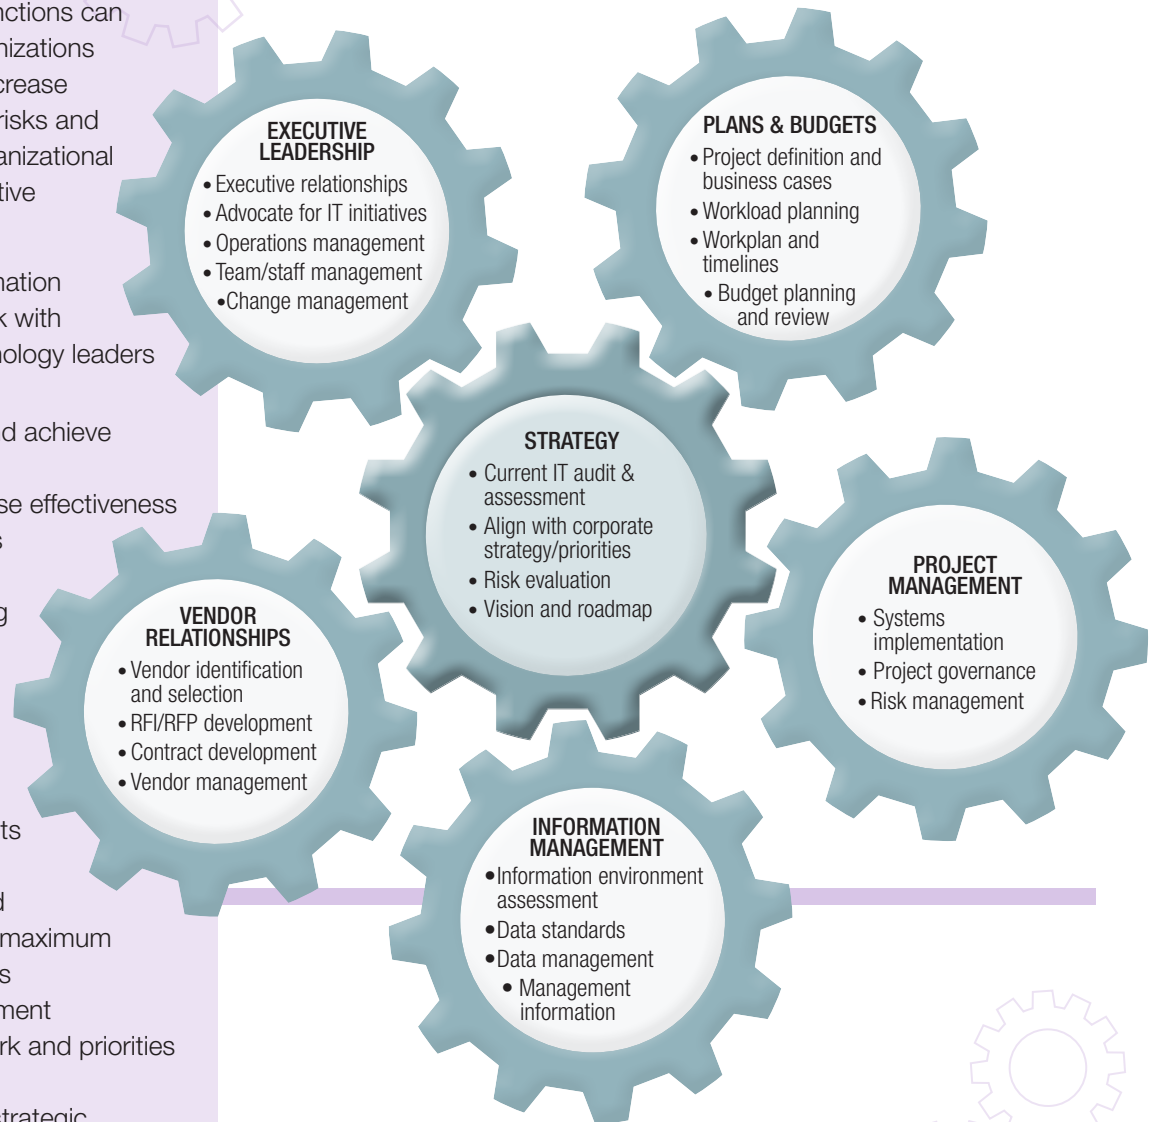 nctions can
nizations
crease
risks and
anizational
tive
mation
k with
nology leaders
nd achieve
se effectiveness
s
g
ts
d
maximum
s
ment
rk and priorities
strategic
EXECUTIVE
LEADERSHIP
• Executive relationships
• Advocate for IT initiatives
• Operations management
• Team/staff management
•Change management
PLANS & BUDGETS
• Project definition and
business cases
• Workload planning
• Workplan and
timelines
• Budget planning
and review
STRATEGY
• Current IT audit &
assessment
• Align with corporate
strategy/priorities
• Risk evaluation
• Vision and roadmap
PROJECT
MANAGEMENT
• Systems
implementation
• Project governance
• Risk management
VENDOR
RELATIONSHIPS
• Vendor identification
and selection
• RFI/RFP development
• Contract development
• Vendor management
INFORMATION
MANAGEMENT
•Information environment
assessment
•Data standards
•Data management
• Management
information